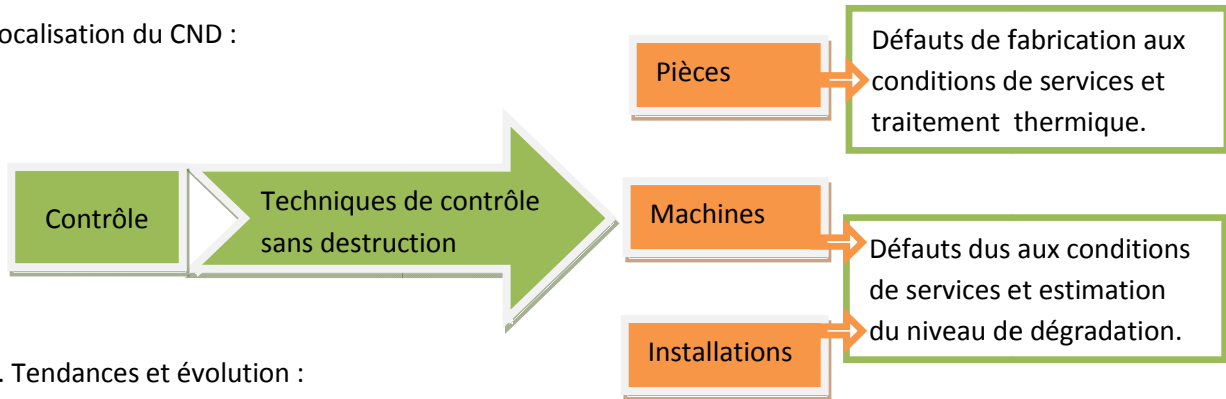 ocalisation du CND :
Contrôle
Techniques de contrôle
sans destruction
Pièces
Défauts de fabrication aux
conditions de services et
traitement thermique.
Machines
Installations
Défauts dus aux conditions
de services et estimation
du niveau de dégradation.
. Tendances et évolution :